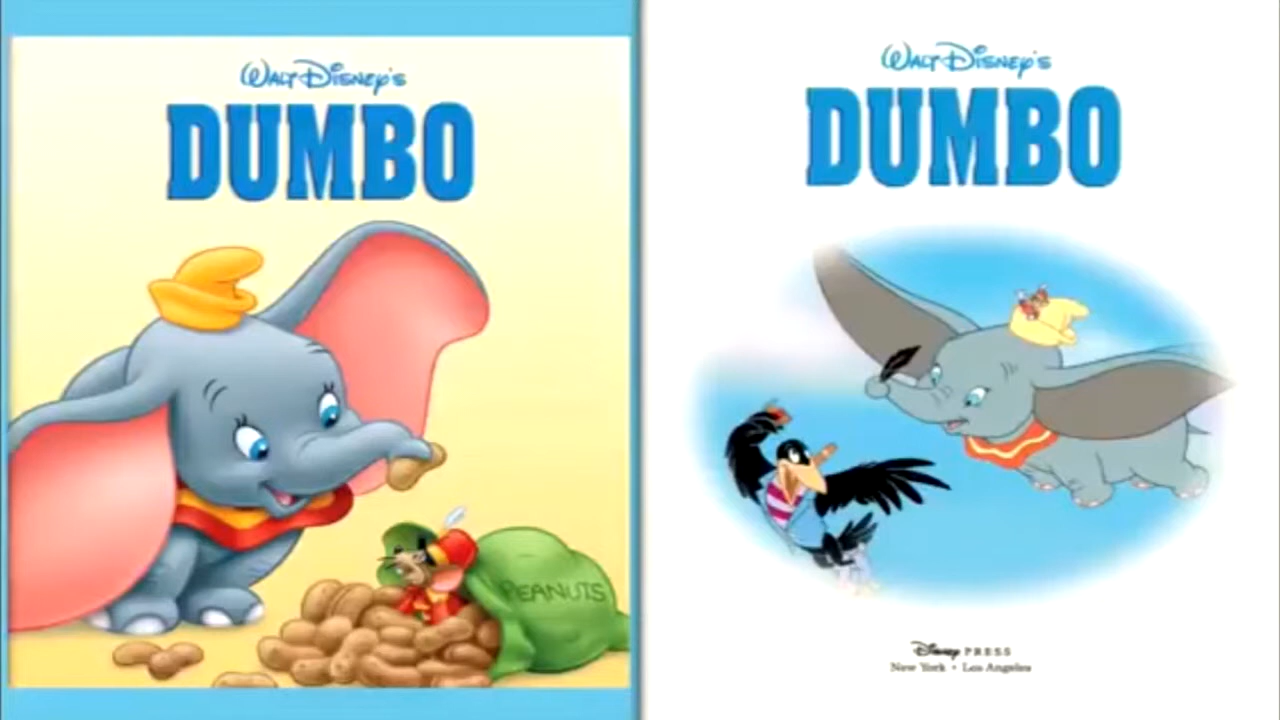 WALT DISNEY'S
DUMBO
PEANUTS
WALT DISNEY'S
DUMBO
Disney PRESS
New York • Los Angeles